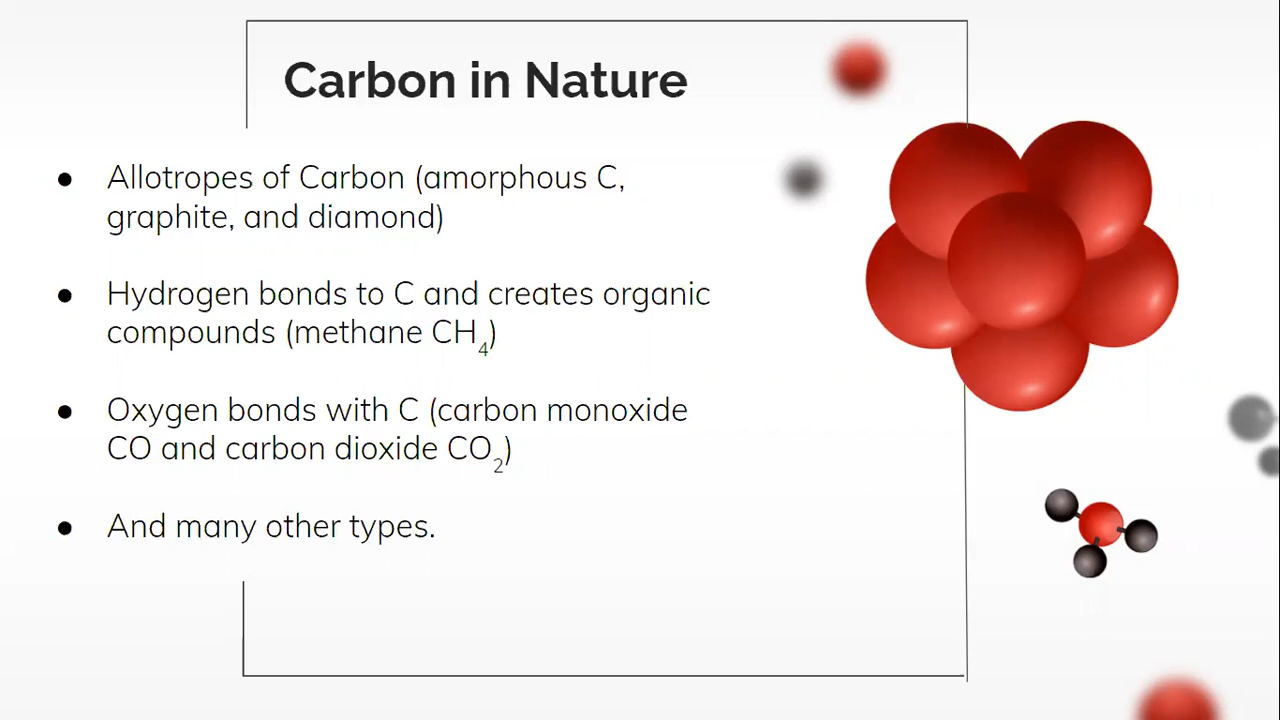 Carbon in Nature
● Allotropes of Carbon (amorphous C,
graphite, and diamond)
● Hydrogen bonds to C and creates organic
compounds (methane CH₄)
● Oxygen bonds with C (carbon monoxide
CO and carbon dioxide CO₂)
● And many other types.